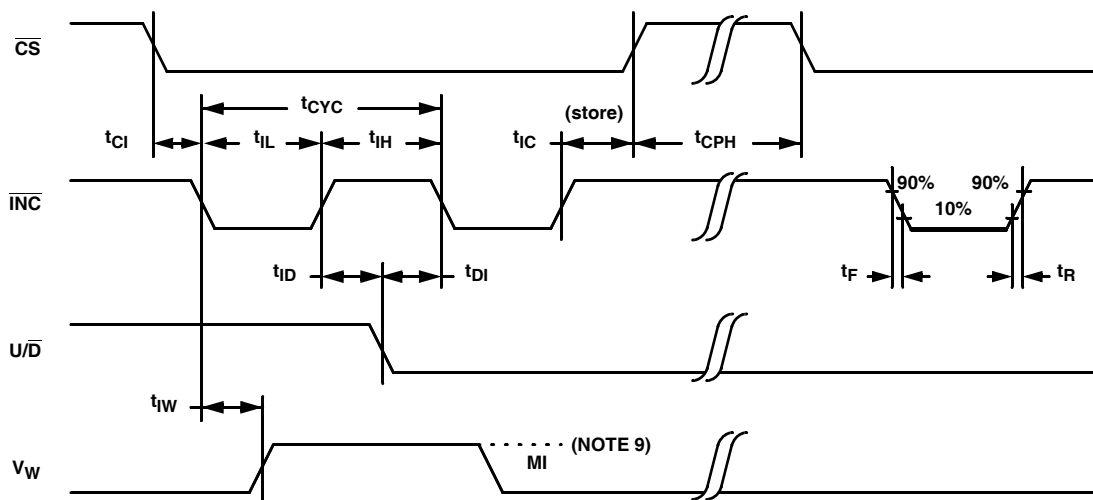 CS
tCYC
(store)
tCI
tIL
tIH
tIC
tCPH
INC
90%
90%
10%
tID
tDI
tF
tR
U/D
tIW
(NOTE 9)
MI
VW